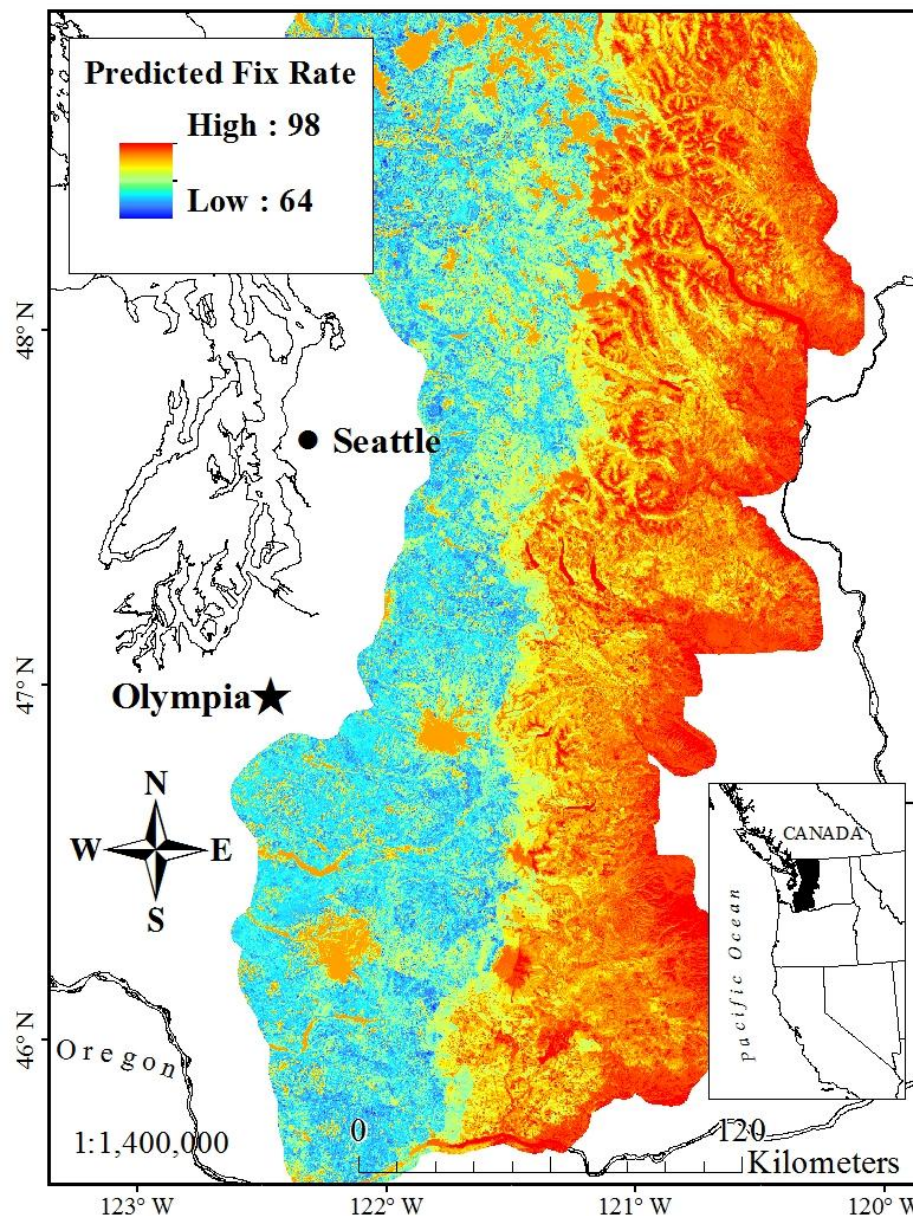 Predicted Fix Rate
High : 98
Low : 64
48° N
Seattle
47° N
Olympia
N
W E
S
CANADA
Pacific Ocean
46° N
Oregon
1:1,400,000
0 120
Kilometers
123° W 122° W 121° W 120° W